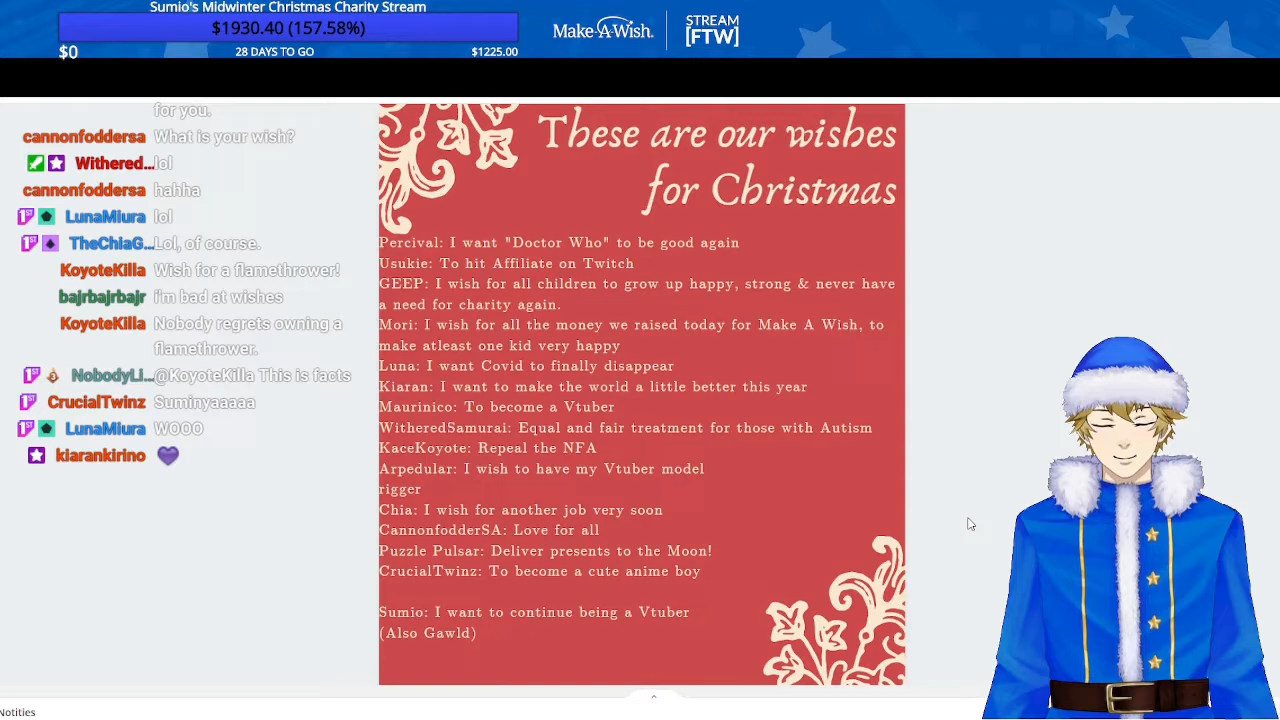 Sumio's Midwinter Christmas Charity Stream
$1930.40 (157.58%)
$0
28 DAYS TO GO
$1225.00
Make-A-Wish.
STREAM
[FTW]
for you.
cannonfoddersa What is your wish?
Withered... lol
cannonfoddersa hahha
LunaMiura lol
TheChiaG... Lol, of course.
KoyoteKilla Wish for a flamethrower!
bajrbajrbajr i'm bad at wishes
KoyoteKilla Nobody regrets owning a
flamethrower.
NobodyLi... @KoyoteKilla This is facts
CrucialTwinz Suminyaaaaa
LunaMiura WOOO
kiarankirino
These are our wishes
for Christmas
Percival: I want "Doctor Who" to be good again
Usukie: To hit Affiliate on Twitch
GEEP: I wish for all children to grow up happy, strong & never have
a need for charity again.
Mori: I wish for all the money we raised today for Make A Wish, to
make atleast one kid very happy
Luna: I want Covid to finally disappear
Kiaran: I want to make the world a little better this year
Maurinico: To become a Vtuber
WitheredSamurai: Equal and fair treatment for those with Autism
KaceKoyote: Repeal the NFA
Arpedular: I wish to have my Vtuber model
rigger
Chia: I wish for another job very soon
CannonfodderSA: Love for all
Puzzle Pulsar: Deliver presents to the Moon!
CrucialTwinz: To become a cute anime boy
Sumio: I want to continue being a Vtuber
(Also Gawld)
Notities